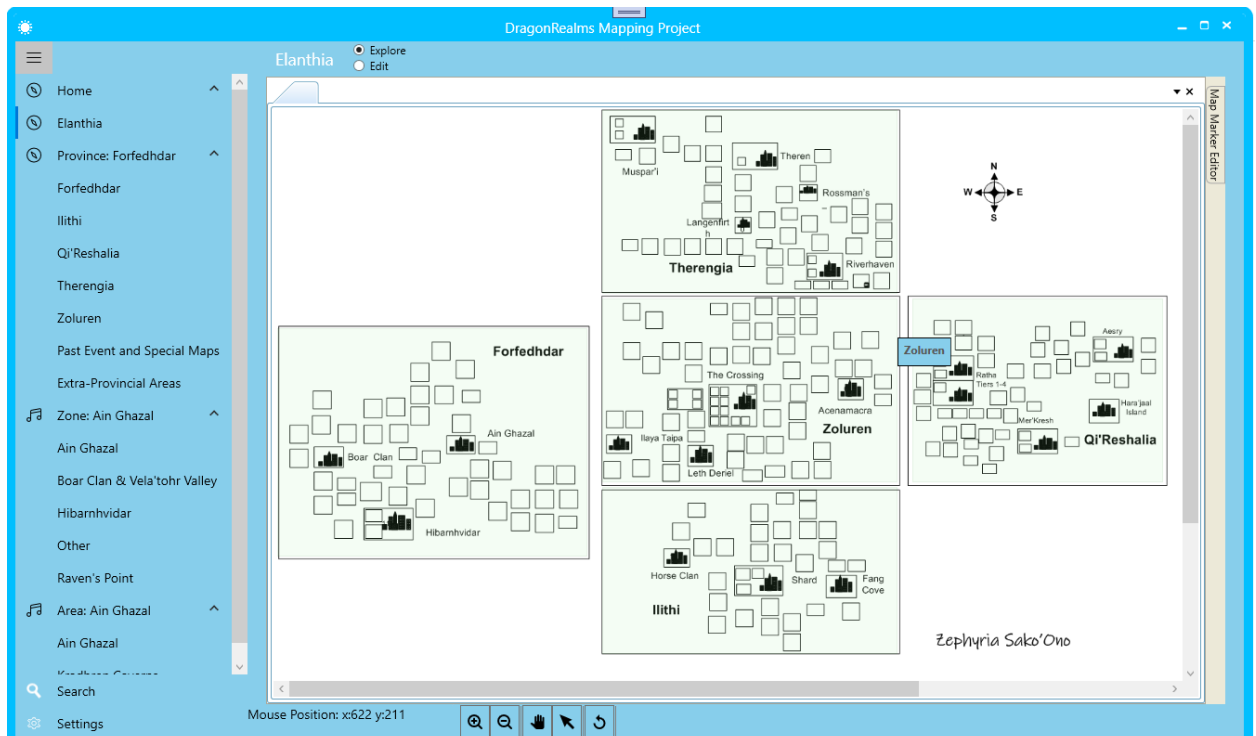 DragonRealms Mapping Project
Elanthia
Explore
Edit
Home
Elanthia
Province: Forfedhdar
Forfedhdar
Ilithi
Qi'Reshalia
Therengia
Zoluren
Past Event and Special Maps
Extra-Provincial Areas
Zone: Ain Ghazal
Ain Ghazal
Boar Clan & Vela'tohr Valley
Hibarnhvidar
Other
Raven's Point
Area: Ain Ghazal
Ain Ghazal
Search
Settings
Map Marker Editor
Muspar'i
Theren
Rossman's
Langenfirt
h
Riverhaven
Therengia
N
W
E
S
Forfedhdar
Ain Ghazal
Boar Clan
Hibarnhvidar
The Crossing
Acenamacra
Zoluren
Ilaya Taipa
Leth Deriel
Zoluren
Aesry
Ratha
Tiers 1-4
Hara'jaal
Island
Mer'Kresh
Qi'Reshalia
Horse Clan
Shard
Fang
Cove
Ilithi
Zephyria Sako'Ono
Mouse Position: x:622 y:211